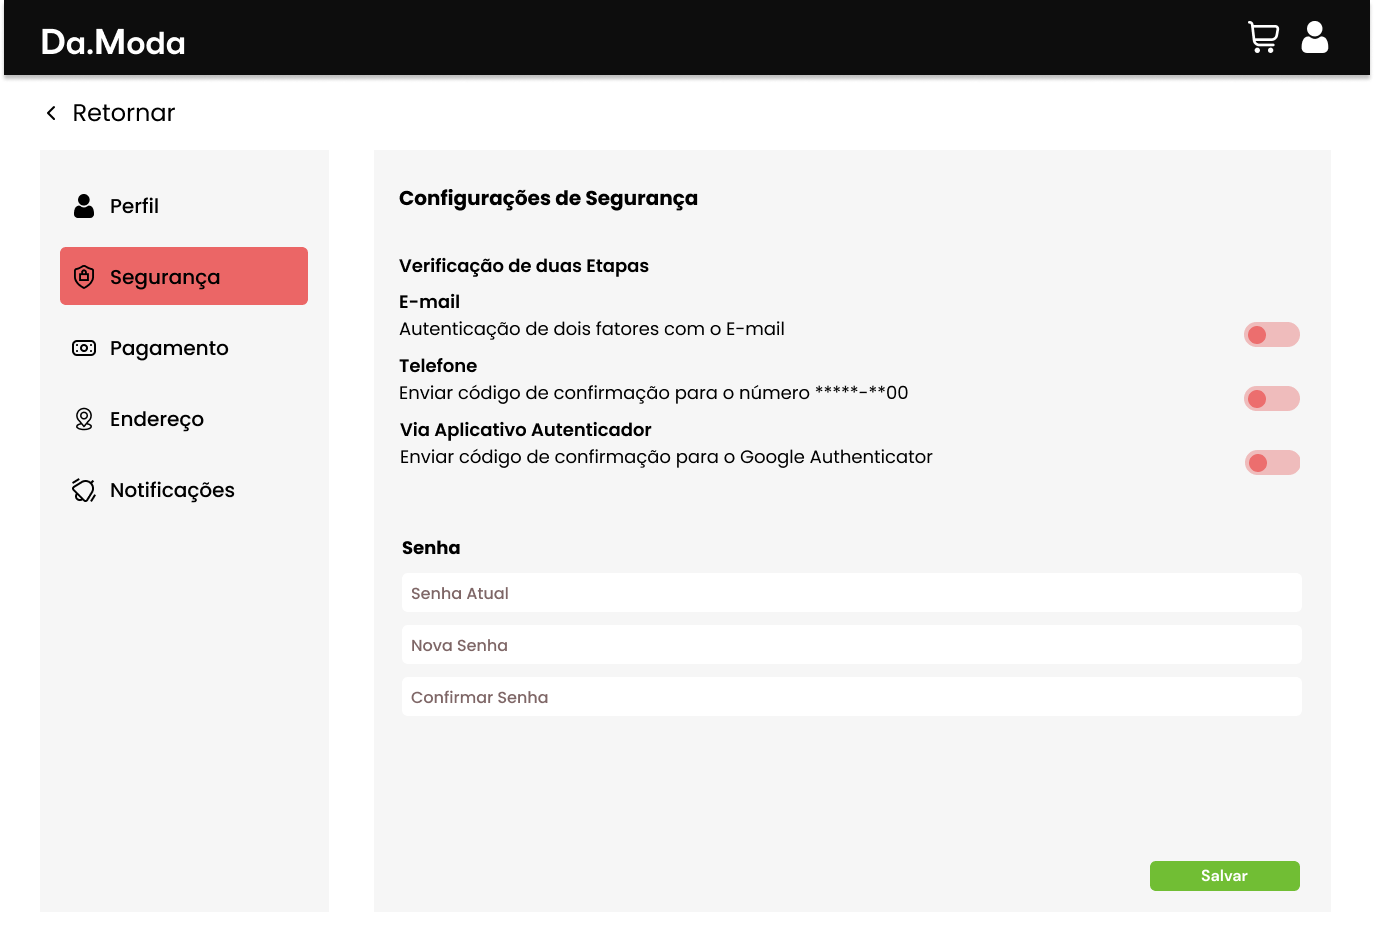 Da.Moda
Retornar
Perfil
Segurança
Pagamento
Endereço
Notificações
Configurações de Segurança
Verificação de duas Etapas
E-mail
Autenticação de dois fatores com o E-mail
Telefone
Enviar código de confirmação para o número *****-**00
Via Aplicativo Autenticador
Enviar código de confirmação para o Google Authenticator
Senha
Senha Atual
Nova Senha
Confirmar Senha
Salvar